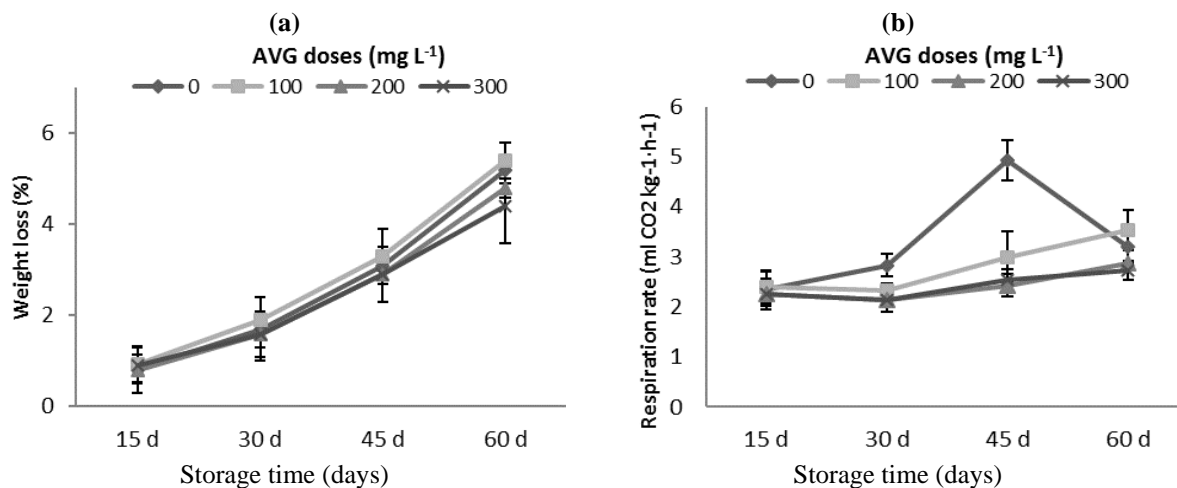 (a)
AVG doses (mg L-1)
0 100 200 300
Weight loss (%)
6
4
2
0
15 d 30 d 45 d 60 d
Storage time (days)
(b)
AVG doses (mg L-1)
0 100 200 300
Respiration rate (ml CO2 kg-1·h-1)
6
5
4
3
2
1
0
15 d 30 d 45 d 60 d
Storage time (days)